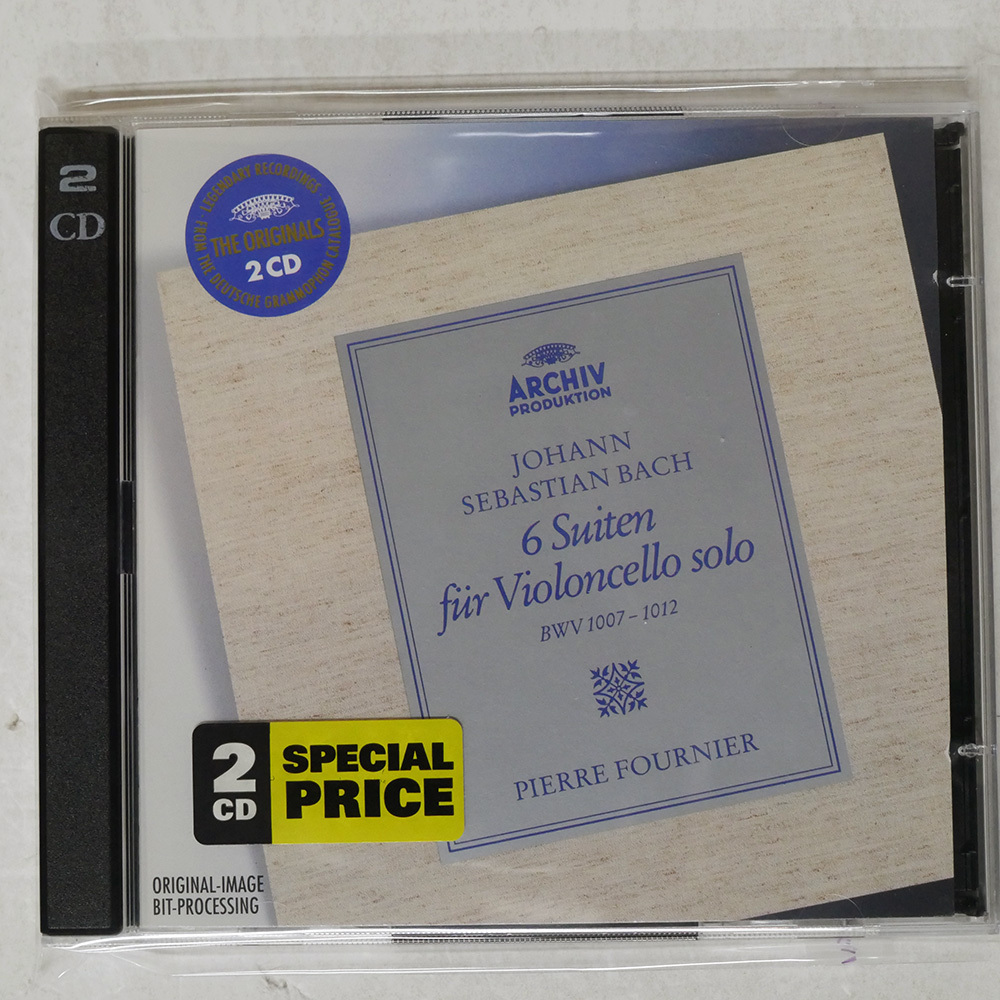 2
CD
LEGENDARY RECORDINGS
FROM THE DEUTSCHE GRAMMOPHON CATALOGUE
THE ORIGINALS
2 CD
ARCHIV
PRODUKTION
JOHANN
SEBASTIAN BACH
6 Suiten
für Violoncello solo
BWV 1007 – 1012
PIERRE FOURNIER
2
CD
SPECIAL
PRICE
ORIGINAL-IMAGE
BIT-PROCESSING